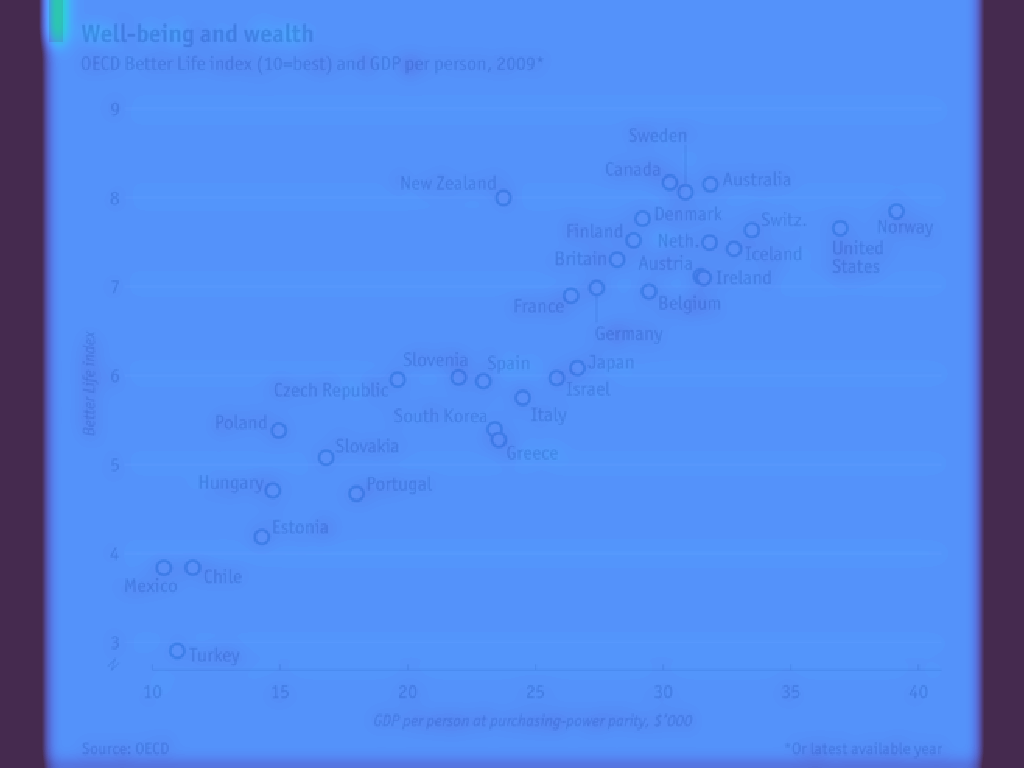 Well-being and wealth
OECD Better Life index (10=best) and GDP per person, 2009*
9
Sweden
Canada
Australia
New Zealand
8
Denmark
Switz.
Norway
Finland
Neth.
United
States
Iceland
Britain
Austria
Ireland
7
France
Belgium
Germany
Better Life index
Slovenia
Spain
Japan
6
Czech Republic
Israel
South Korea
Italy
Poland
Slovakia
Greece
5
Hungary
Portugal
Estonia
4
Chile
Mexico
3
Turkey
10 15 20 25 30 35 40
GDP per person at purchasing-power parity, $'000
Source: OECD
*Or latest available year